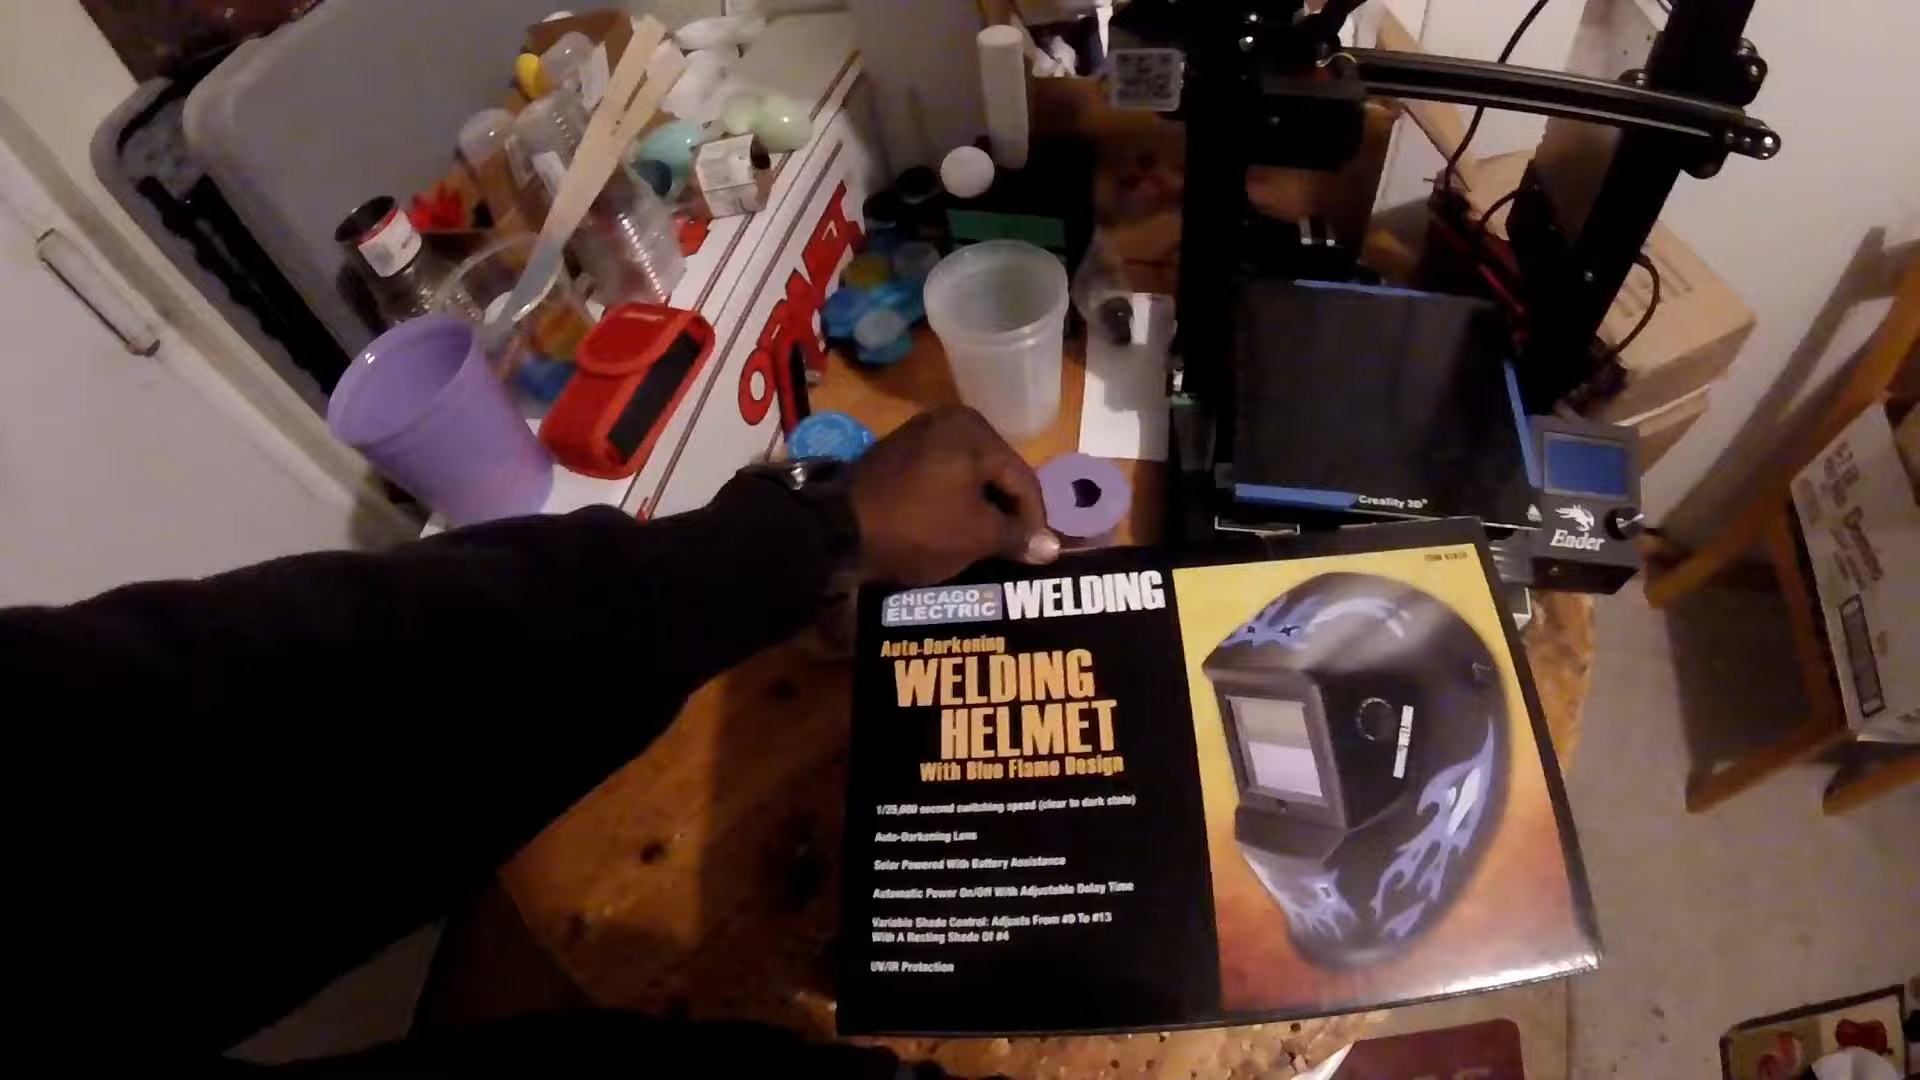 Creality 3D
Ender
CHICAGO
ELECTRIC
WELDING
Auto-Darkening
WELDING
HELMET
With Blue Flame Design
1/25,000 second switching speed (clear to dark state)
Auto-Darkening Lens
Solar Powered With Battery Assistance
Automatic Power On/Off With Adjustable Delay Time
Variable Shade Control: Adjusts From #9 To #13
With A Resting Shade Of #4
UV/IR Protection